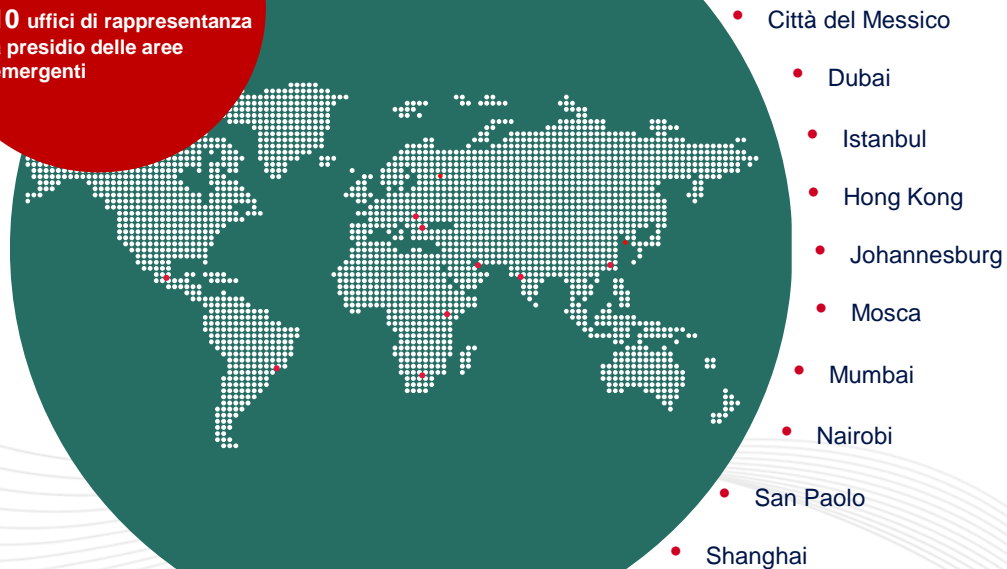 10 uffici di rappresentanza
a presidio delle aree
emergenti
Città del Messico
Dubai
Istanbul
Hong Kong
Johannesburg
Mosca
Mumbai
Nairobi
San Paolo
Shanghai